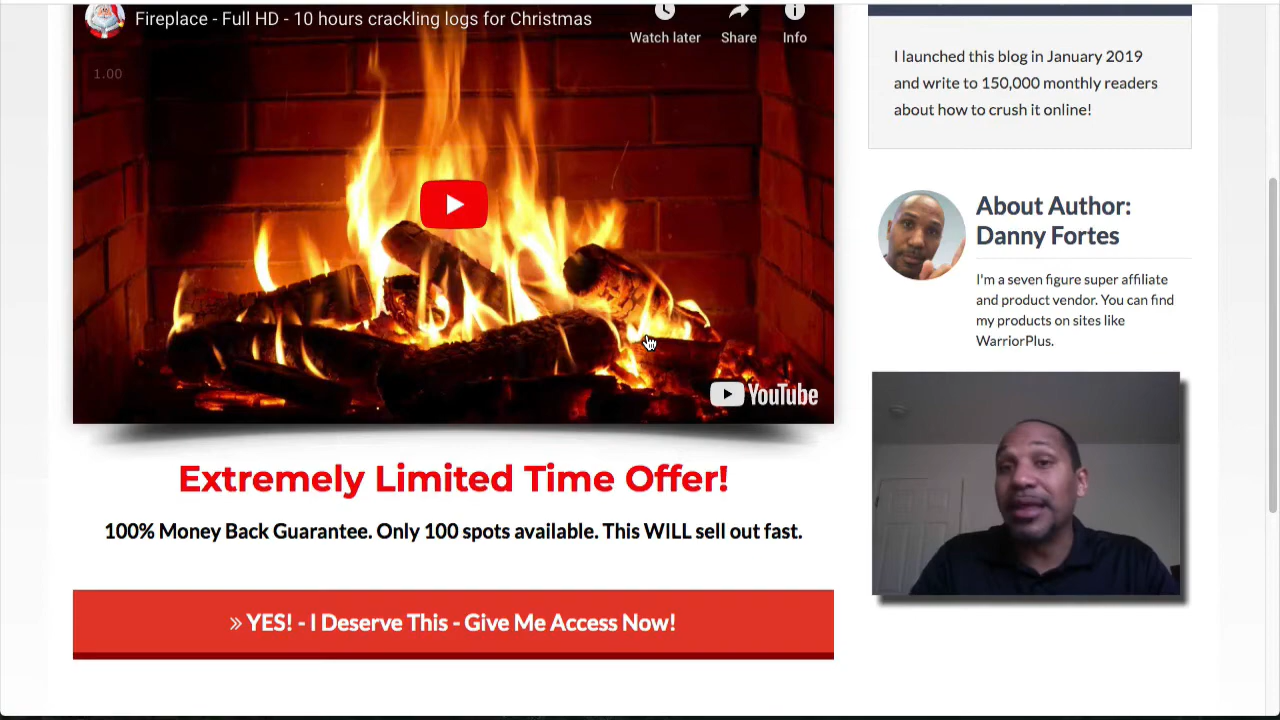 Fireplace - Full HD - 10 hours crackling logs for Christmas
Watch later
Share
Info
1.00
YouTube
Extremely Limited Time Offer!
100% Money Back Guarantee. Only 100 spots available. This WILL sell out fast.
» YES! - I Deserve This - Give Me Access Now!
I launched this blog in January 2019
and write to 150,000 monthly readers
about how to crush it online!
About Author:
Danny Fortes
I'm a seven figure super affiliate
and product vendor. You can find
my products on sites like
WarriorPlus.